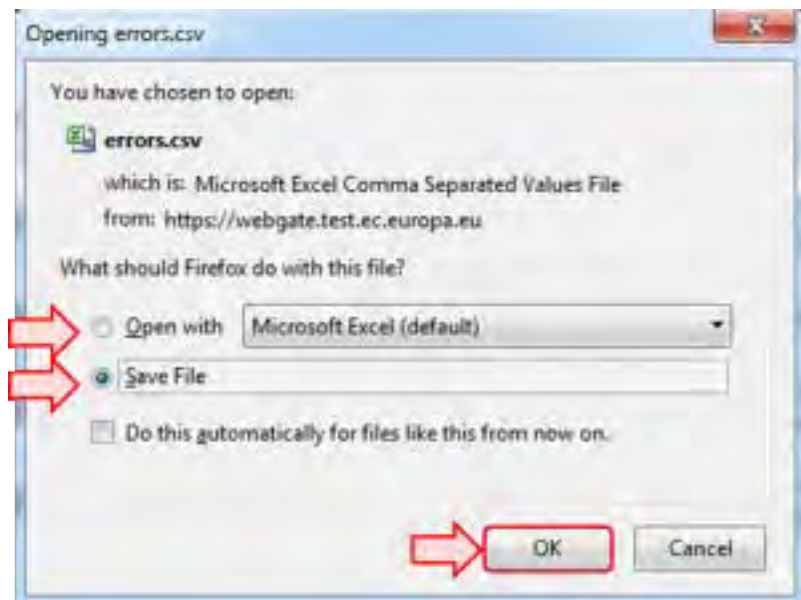 Opening errors.csv
You have chosen to open:
errors.csv
which is: Microsoft Excel Comma Separated Values File
from: https://webgate.test.ec.europa.eu
What should Firefox do with this file?
Open with Microsoft Excel (default)
Save File
Do this automatically for files like this from now on.
OK Cancel